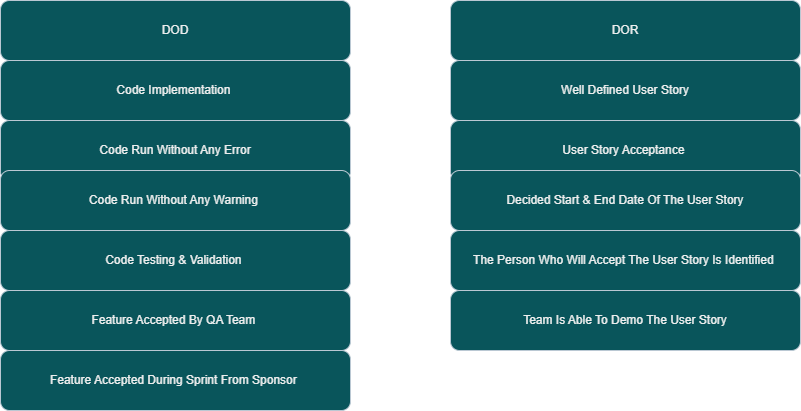 DOD
Code Implementation
Code Run Without Any Error
Code Run Without Any Warning
Code Testing & Validation
Feature Accepted By QA Team
Feature Accepted During Sprint From Sponsor
DOR
Well Defined User Story
User Story Acceptance
Decided Start & End Date Of The User Story
The Person Who Will Accept The User Story Is Identified
Team Is Able To Demo The User Story